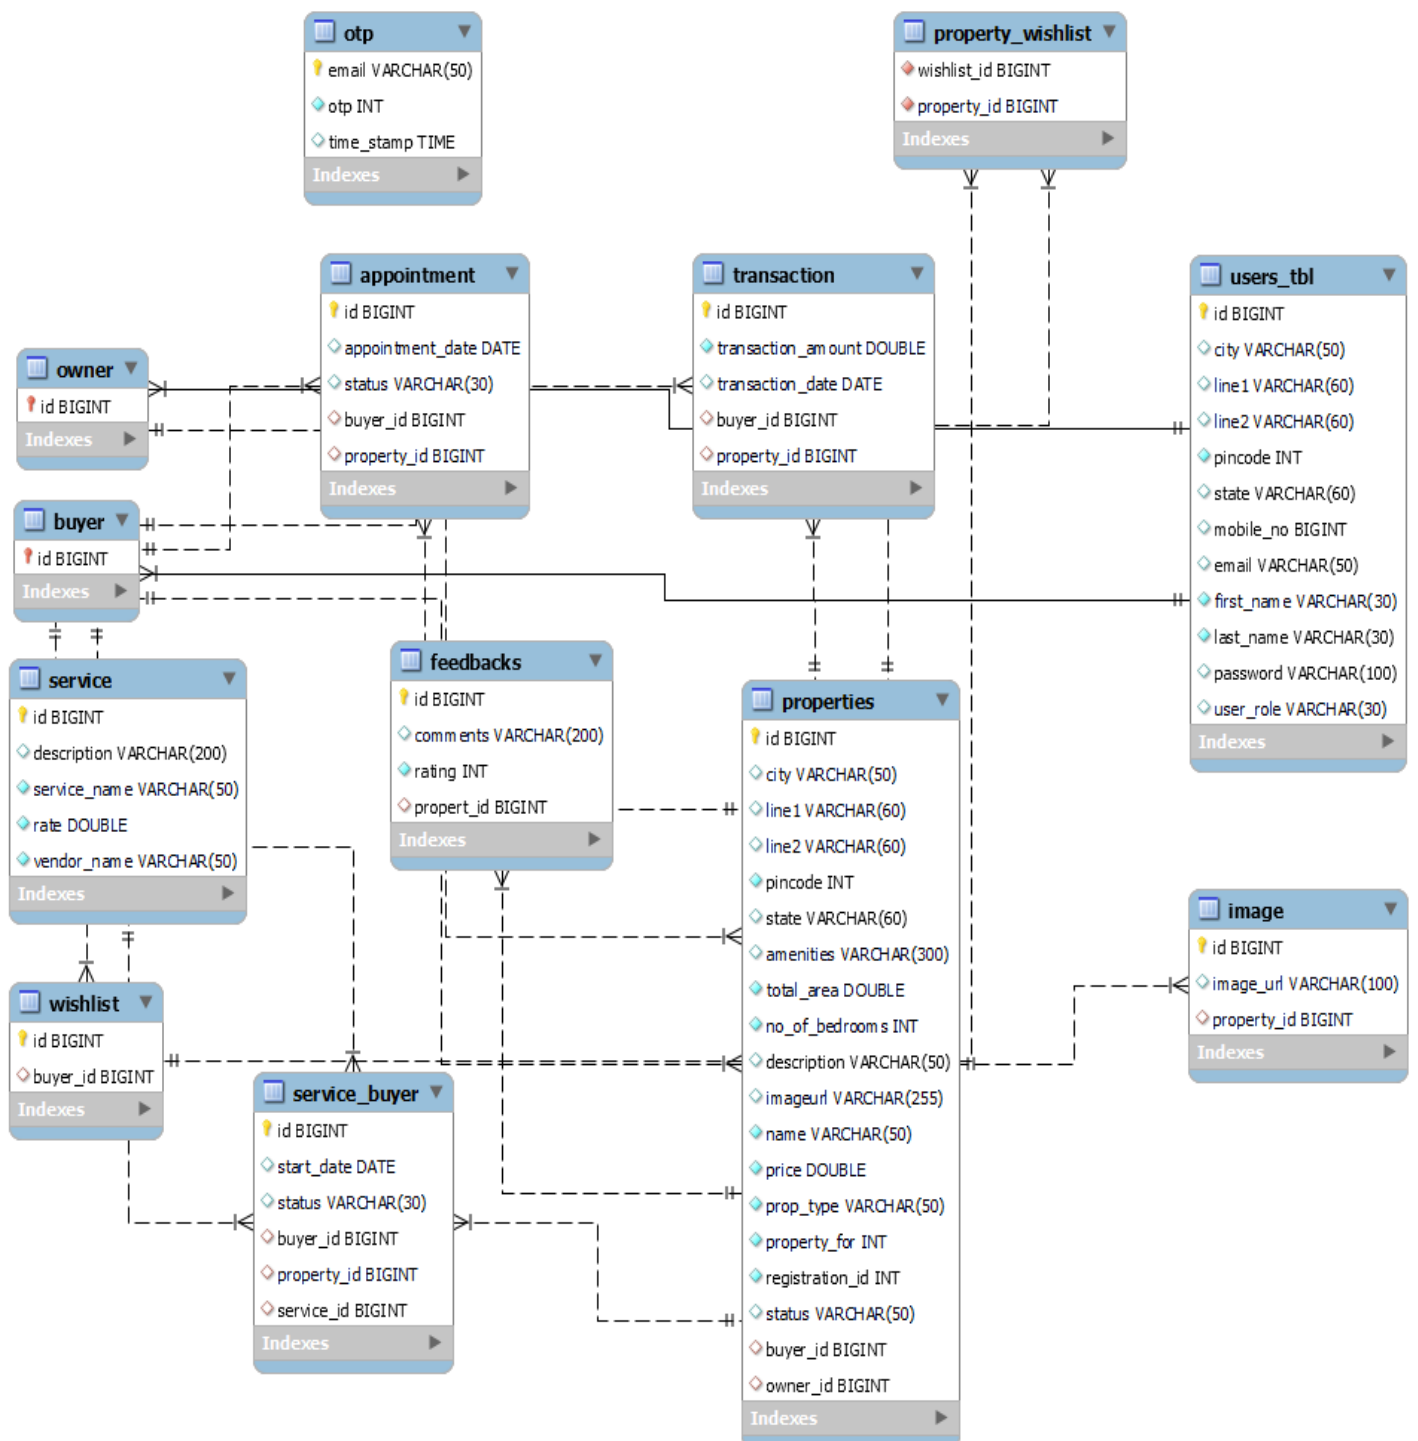 otp
email VARCHAR(50)
otp INT
time_stamp TIME
Indexes
property_wishlist
wishlist_id BIGINT
property_id BIGINT
Indexes
appointment
id BIGINT
appointment_date DATE
status VARCHAR(30)
buyer_id BIGINT
property_id BIGINT
Indexes
transaction
id BIGINT
transaction_amount DOUBLE
transaction_date DATE
buyer_id BIGINT
property_id BIGINT
Indexes
users_tbl
id BIGINT
city VARCHAR(50)
line1 VARCHAR(60)
line2 VARCHAR(60)
pincode INT
state VARCHAR(60)
mobile_no BIGINT
email VARCHAR(50)
first_name VARCHAR(30)
last_name VARCHAR(30)
password VARCHAR(100)
user_role VARCHAR(30)
Indexes
owner
id BIGINT
Indexes
buyer
id BIGINT
Indexes
service
id BIGINT
description VARCHAR(200)
service_name VARCHAR(50)
rate DOUBLE
vendor_name VARCHAR(50)
Indexes
feedbacks
id BIGINT
comments VARCHAR(200)
rating INT
propert_id BIGINT
Indexes
properties
id BIGINT
city VARCHAR(50)
line1 VARCHAR(60)
line2 VARCHAR(60)
pincode INT
state VARCHAR(60)
amenities VARCHAR(300)
total_area DOUBLE
no_of_bedrooms INT
description VARCHAR(50)
imageurl VARCHAR(255)
name VARCHAR(50)
price DOUBLE
prop_type VARCHAR(50)
property_for INT
registration_id INT
status VARCHAR(50)
buyer_id BIGINT
owner_id BIGINT
Indexes
image
id BIGINT
image_url VARCHAR(100)
property_id BIGINT
Indexes
wishlist
id BIGINT
buyer_id BIGINT
Indexes
service_buyer
id BIGINT
start_date DATE
status VARCHAR(30)
buyer_id BIGINT
property_id BIGINT
service_id BIGINT
Indexes